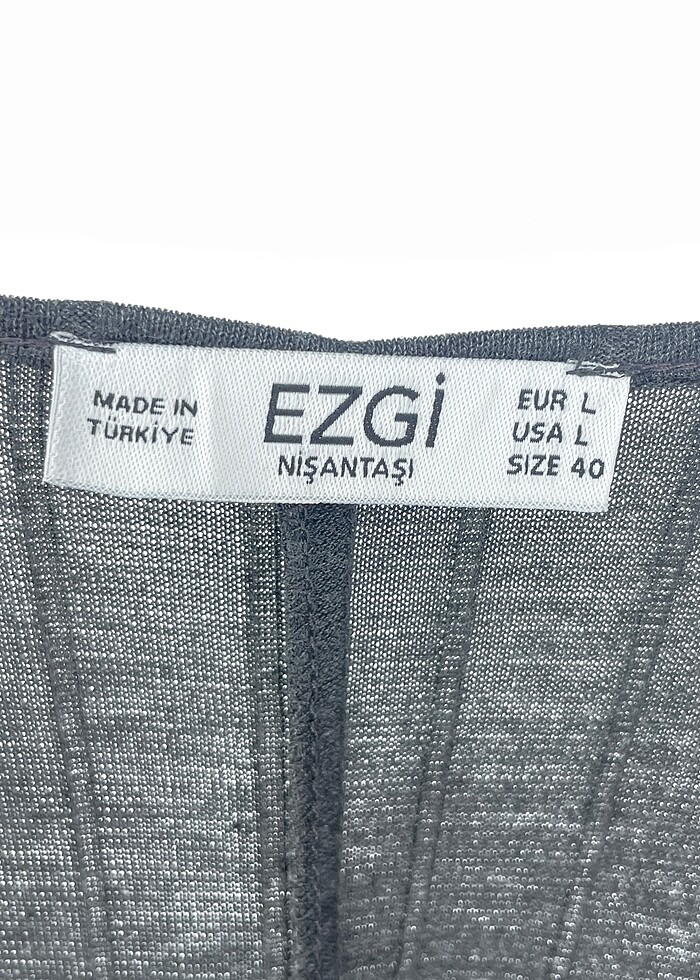 MADE IN
TÜRKİYE
EZGİ
NİŞANTAŞI
EUR L
USA L
SIZE 40